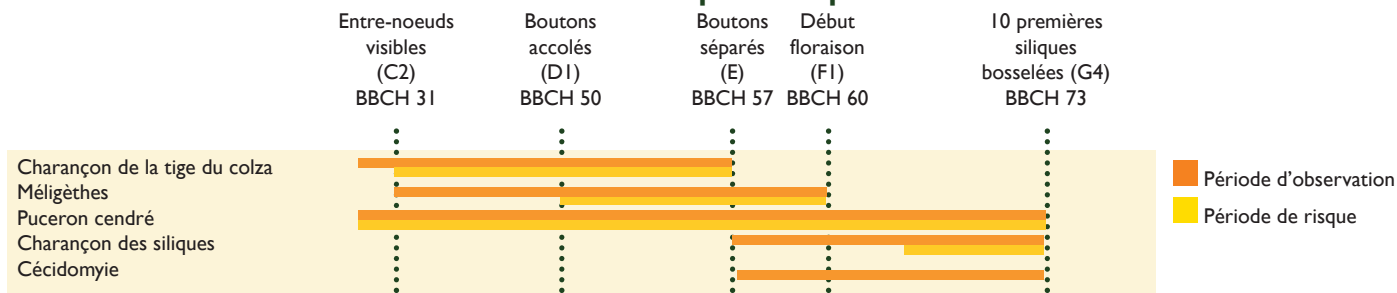 Entre-noeuds
visibles
(C2)
BBCH 31
Boutons
accolés
(D1)
BBCH 50
Boutons
séparés
(E)
BBCH 57
Début
floraison
(F1)
BBCH 60
10 premières
siliques
bosselées (G4)
BBCH 73
Charançon de la tige du colza
Méligèthes
Puceron cendré
Charançon des siliques
Cécidomyie
Période d'observation
Période de risque